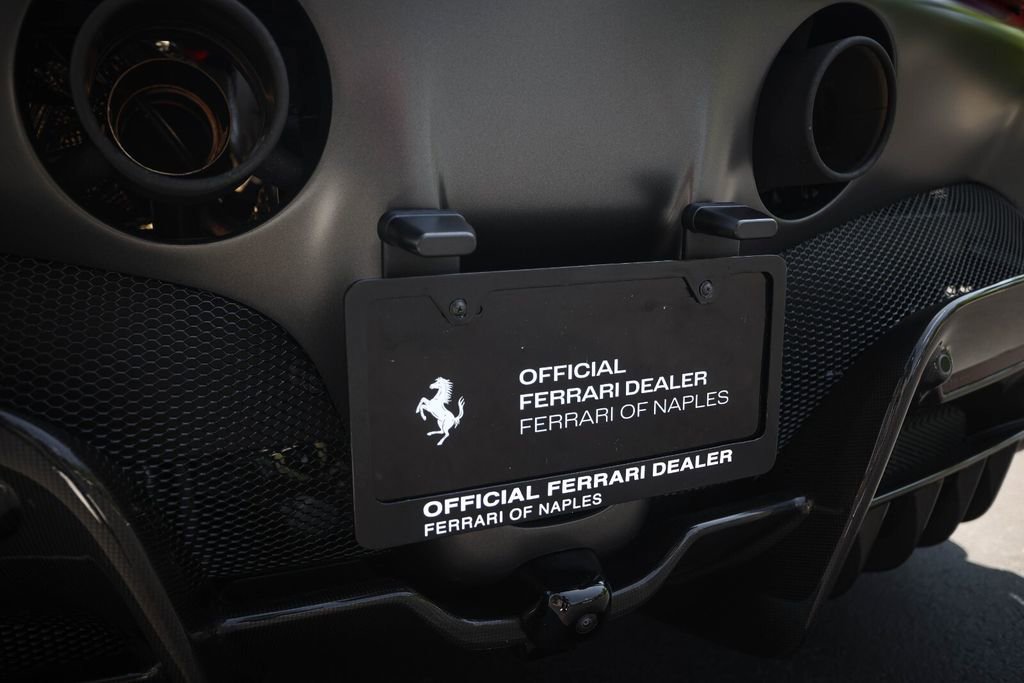 OFFICIAL
FERRARI DEALER
FERRARI OF NAPLES
OFFICIAL FERRARI DEALER
FERRARI OF NAPLES